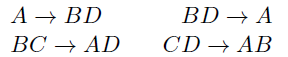 A → BD BD → A
BC → AD CD → AB